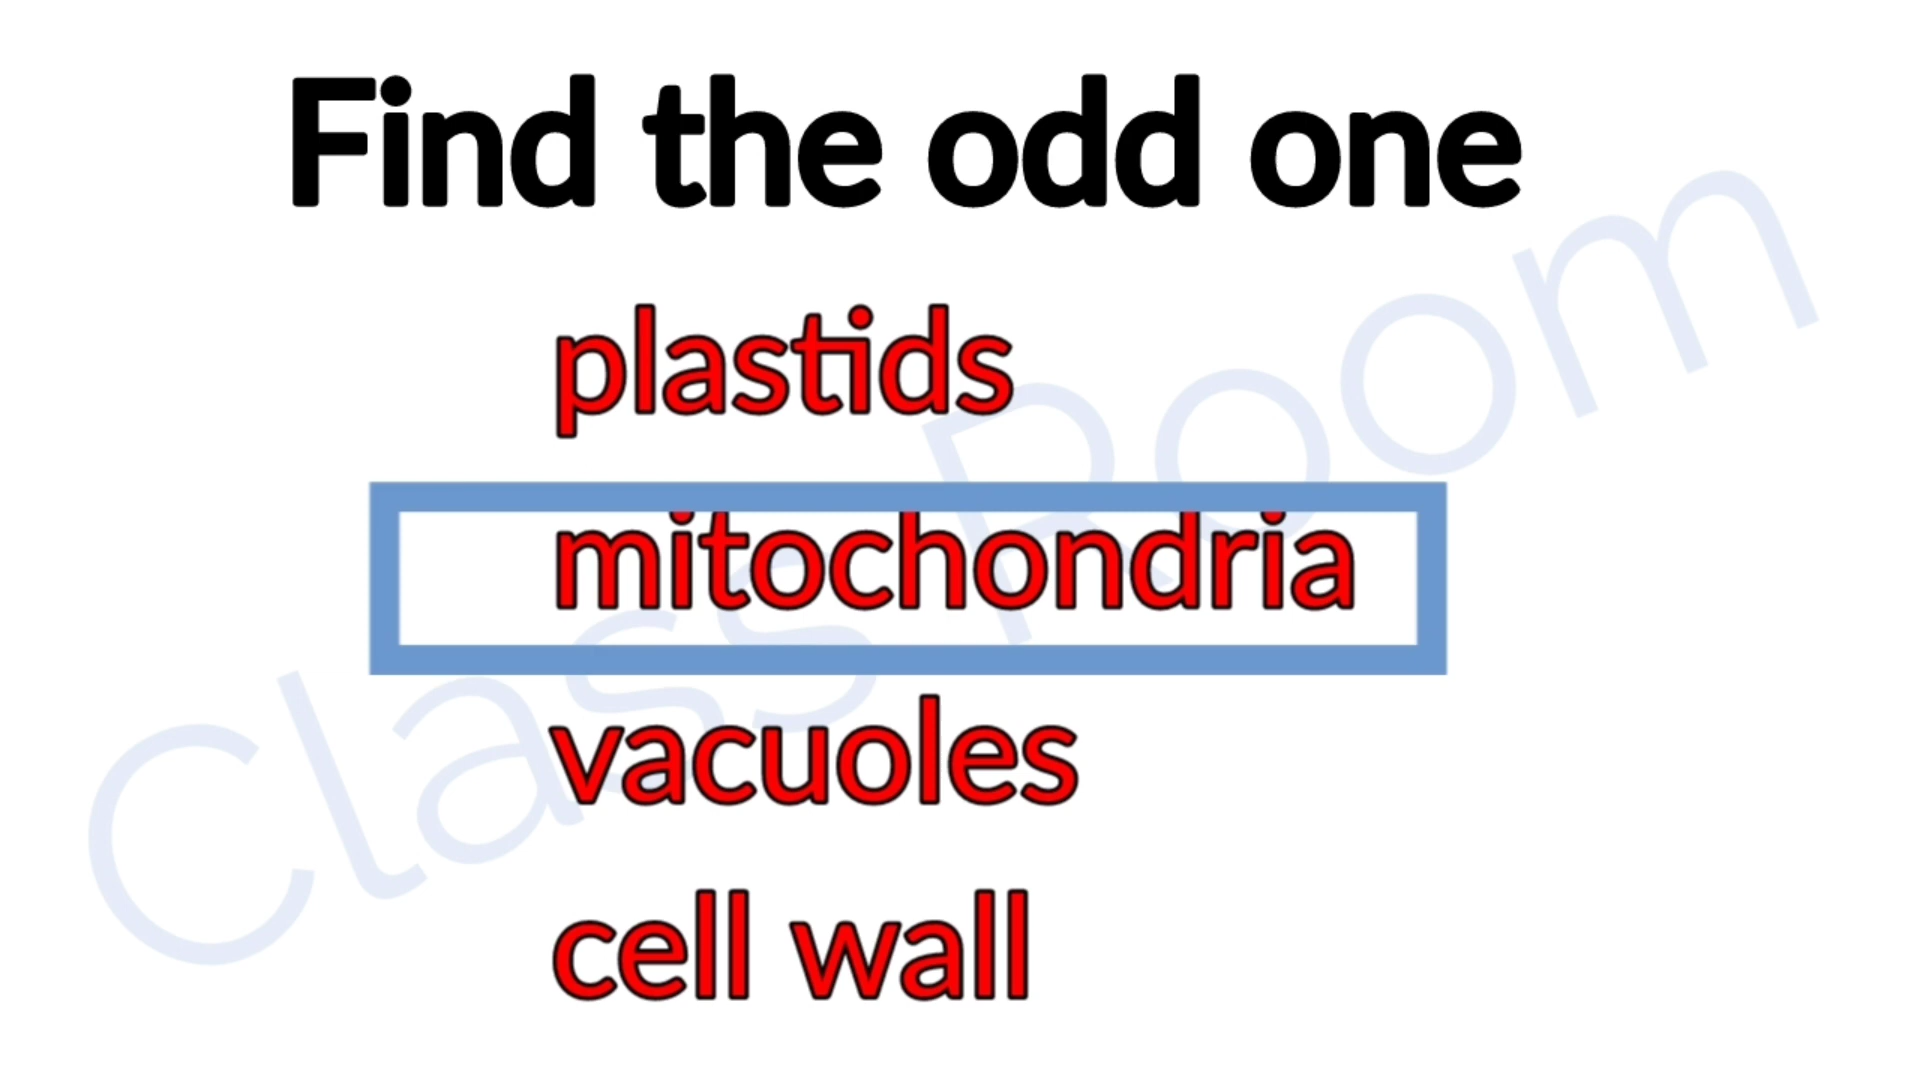 Find the odd one
plastids
mitochondria
vacuoles
cell wall
Class Room